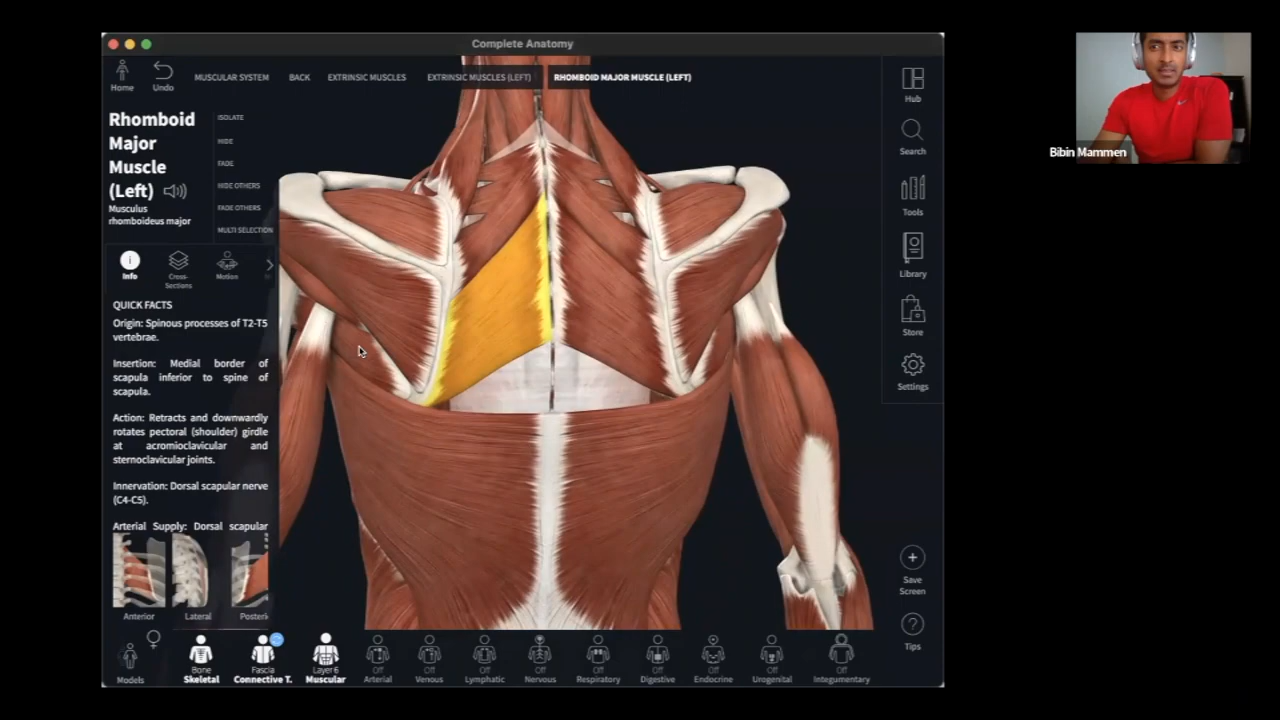 Complete Anatomy
Home
Undo
MUSCULAR SYSTEM
BACK
EXTRINSIC MUSCLES
EXTRINSIC MUSCLES (LEFT)
RHOMBOID MAJOR MUSCLE (LEFT)
Rhomboid
Major
Muscle
(Left)
Musculus
rhomboideus major
ISOLATE
HIDE
FADE
HIDE OTHERS
FADE OTHERS
MULTI SELECTION
Info
Cross-
Sections
Motion
QUICK FACTS
Origin: Spinous processes of T2-T5
vertebrae.
Insertion: Medial border of
scapula inferior to spine of
scapula.
Action: Retracts and downwardly
rotates pectoral (shoulder) girdle
at acromioclavicular and
sternoclavicular joints.
Innervation: Dorsal scapular nerve
(C4-C5).
Arterial Supply: Dorsal scapular
Anterior
Lateral
Posteri
Hub
Search
Tools
Library
Store
Settings
Save
Screen
Tips
Models
Bone
Skeletal
Fascia
Connective T.
Layer 6
Muscular
Off
Arterial
Off
Venous
Off
Lymphatic
Off
Nervous
Off
Respiratory
Off
Digestive
Off
Endocrine
Off
Urogenital
Off
Integumentary
Bibin Mammen